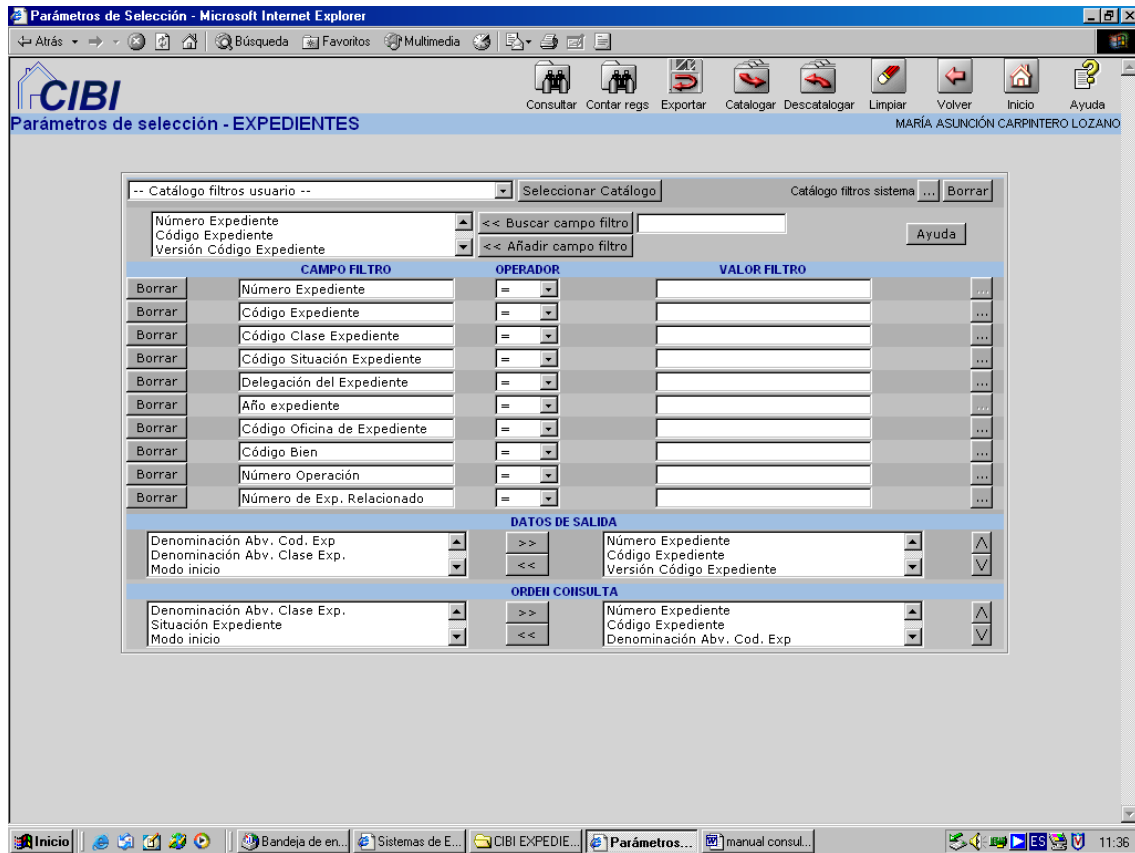 Parámetros de Selección - Microsoft Internet Explorer
Atrás Búsqueda Favoritos Multimedia
CIBI
Consultar Contar regs Exportar Catalogar Descatalogar Limpiar Volver Inicio Ayuda
Parámetros de selección - EXPEDIENTES MARÍA ASUNCIÓN CARPINTERO LOZANO
-- Catálogo filtros usuario -- Seleccionar Catálogo Catálogo filtros sistema ... Borrar
Número Expediente << Buscar campo filtro
Código Expediente Ayuda
Versión Código Expediente << Añadir campo filtro
CAMPO FILTRO OPERADOR VALOR FILTRO
Borrar Número Expediente = ...
Borrar Código Expediente = ...
Borrar Código Clase Expediente = ...
Borrar Código Situación Expediente = ...
Borrar Delegación del Expediente = ...
Borrar Año expediente = ...
Borrar Código Oficina de Expediente = ...
Borrar Código Bien = ...
Borrar Número Operación = ...
Borrar Número de Exp. Relacionado = ...
DATOS DE SALIDA
Denominación Abv. Cod. Exp >> Número Expediente
Denominación Abv. Clase Exp. Código Expediente
Modo inicio << Versión Código Expediente
ORDEN CONSULTA
Denominación Abv. Clase Exp. >> Número Expediente
Situación Expediente Código Expediente
Modo inicio << Denominación Abv. Cod. Exp
Inicio Bandeja de en... Sistemas de E... CIBI EXPEDIE... Parámetros... manual consul... ES 11:36